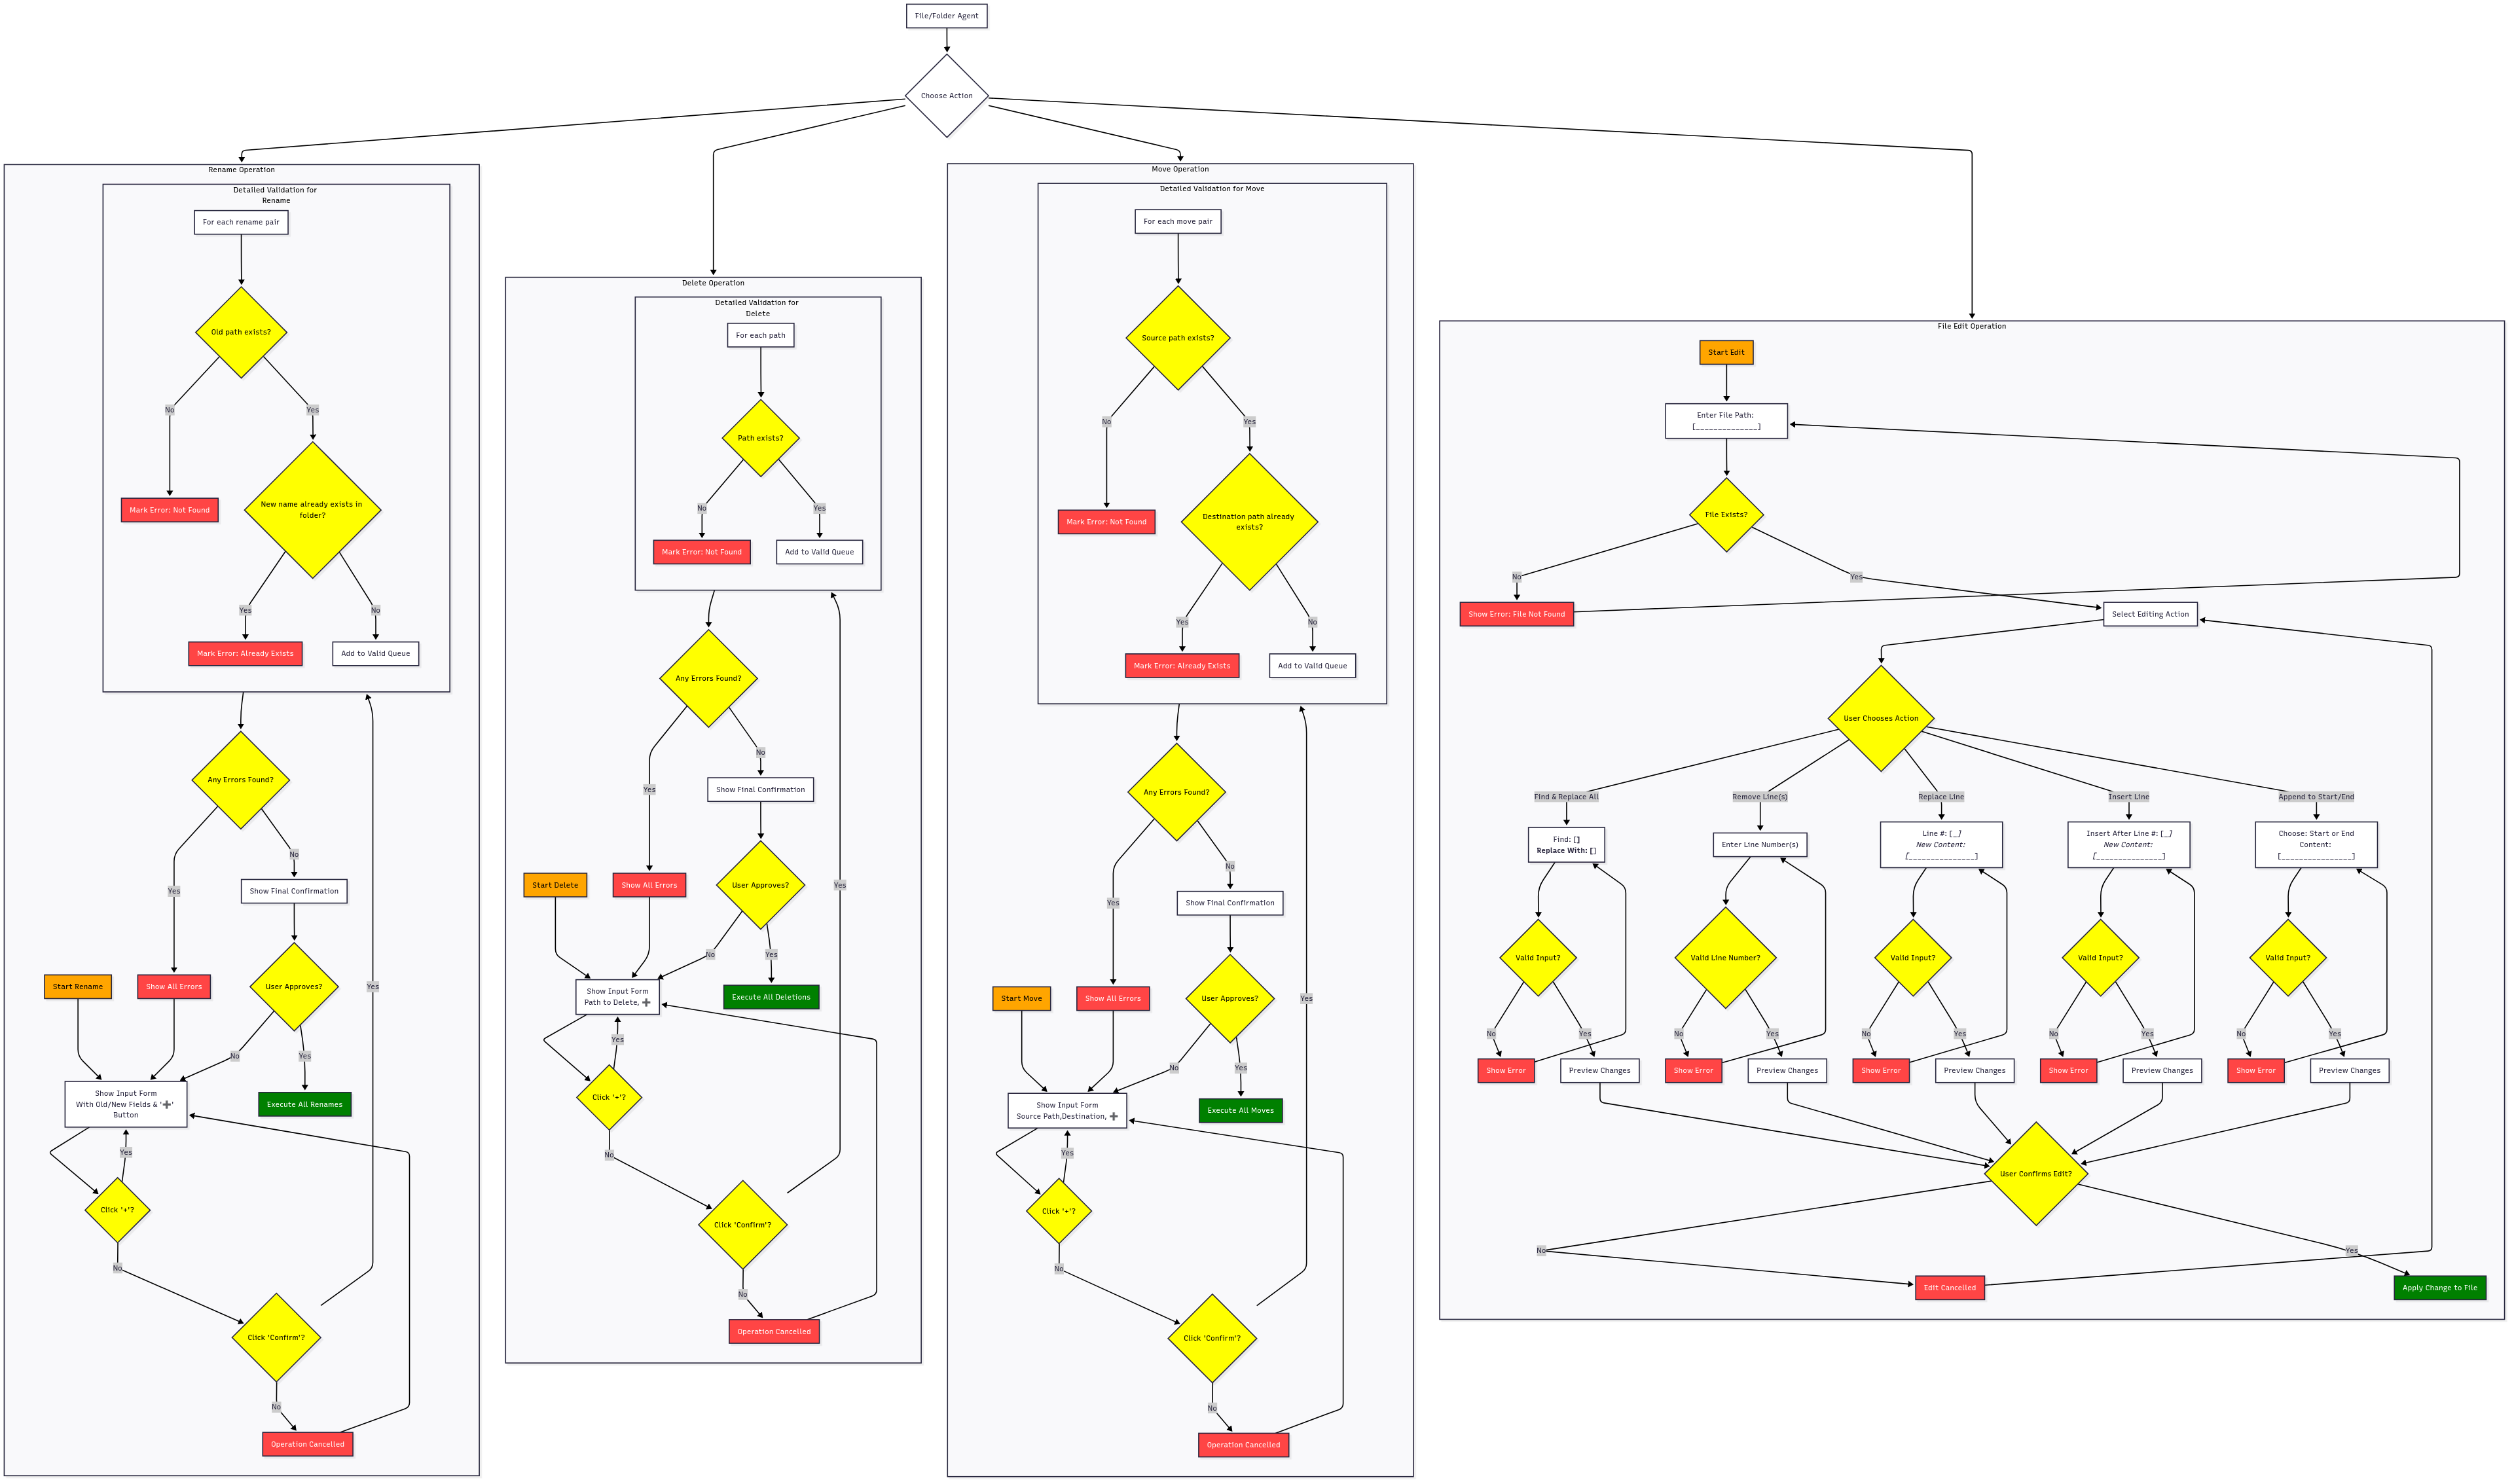 File/Folder Agent
Choose Action
Rename Operation
Detailed Validation for
Rename
For each rename pair
Old path exists?
No
Yes
Mark Error: Not Found
New name already exists in
folder?
Yes
No
Mark Error: Already Exists
Add to Valid Queue
Any Errors Found?
No
Yes
Show Final Confirmation
Start Rename
Show All Errors
User Approves?
Yes
No
Yes
Show Input Form
With Old/New Fields & '➕'
Button
Execute All Renames
Yes
Click '+'?
No
Click 'Confirm'?
No
Operation Cancelled
Delete Operation
Detailed Validation for
Delete
For each path
Path exists?
No
Yes
Mark Error: Not Found
Add to Valid Queue
Any Errors Found?
No
Yes
Show Final Confirmation
Start Delete
Show All Errors
User Approves?
Yes
No
Yes
Show Input Form
Path to Delete, ➕
Execute All Deletions
Yes
Click '+'?
No
Click 'Confirm'?
No
Operation Cancelled
Move Operation
Detailed Validation for Move
For each move pair
Source path exists?
No
Yes
Mark Error: Not Found
Destination path already
exists?
Yes
No
Mark Error: Already Exists
Add to Valid Queue
Any Errors Found?
No
Yes
Show Final Confirmation
Start Move
Show All Errors
User Approves?
Yes
No
Yes
Show Input Form
Source Path,Destination, ➕
Execute All Moves
Yes
Click '+'?
No
Click 'Confirm'?
No
Operation Cancelled
File Edit Operation
Start Edit
Enter File Path:
[______________]
File Exists?
No
Yes
Show Error: File Not Found
Select Editing Action
User Chooses Action
Find & Replace All
Remove Line(s)
Replace Line
Insert Line
Append to Start/End
Find: []
Replace With: []
Enter Line Number(s)
Line #: [_]
New Content:
[_______________]
Insert After Line #: [_]
New Content:
[______________]
Choose: Start or End
Content:
[_______________]
Valid Input?
Valid Line Number?
Valid Input?
Valid Input?
Valid Input?
No
Yes
No
Yes
No
Yes
No
Yes
No
Yes
Show Error
Preview Changes
Show Error
Preview Changes
Show Error
Preview Changes
Show Error
Preview Changes
Show Error
Preview Changes
User Confirms Edit?
No
Yes
Edit Cancelled
Apply Change to File